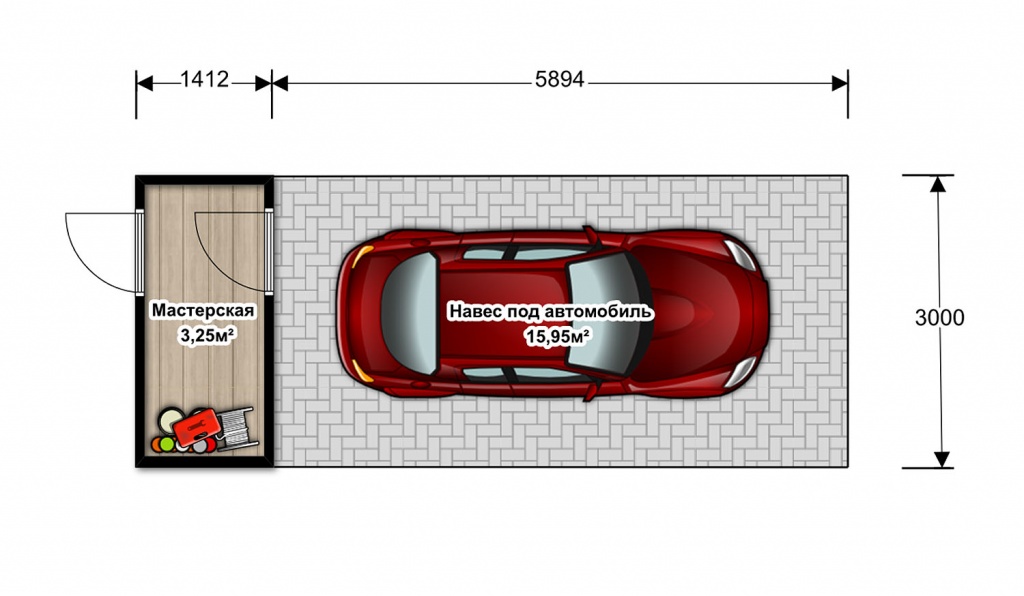 1412
5894
Мастерская
3,25м²
Навес под автомобиль
15,95м²
3000